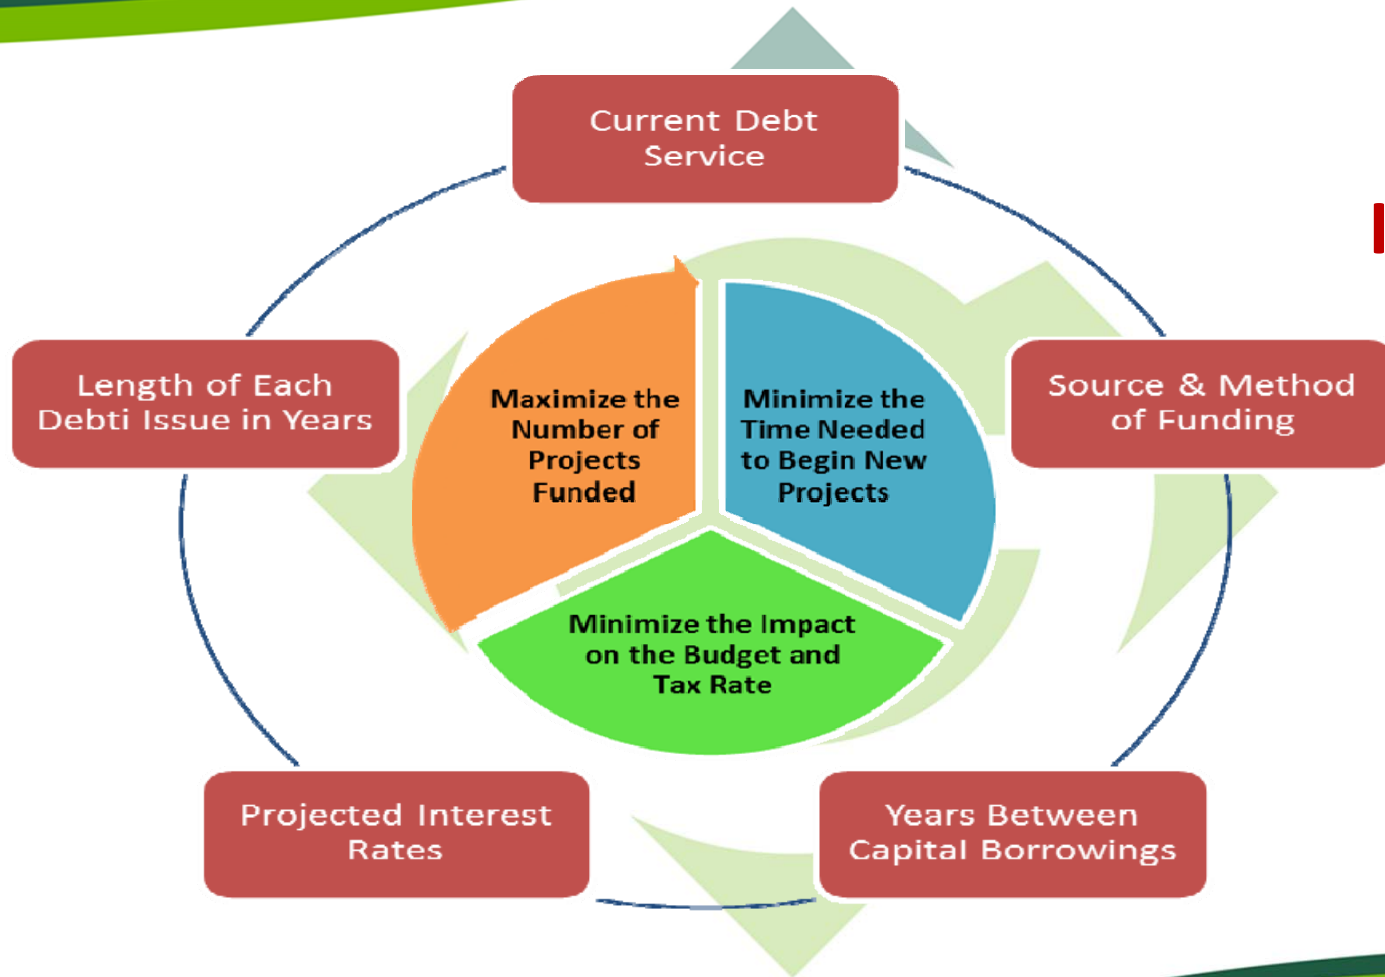 Current Debt
Service
Length of Each
Debti Issue in Years
Source & Method
of Funding
Maximize the
Number of
Projects
Funded
Minimize the
Time Needed
to Begin New
Projects
Minimize the Impact
on the Budget and
Tax Rate
Projected Interest
Rates
Years Between
Capital Borrowings